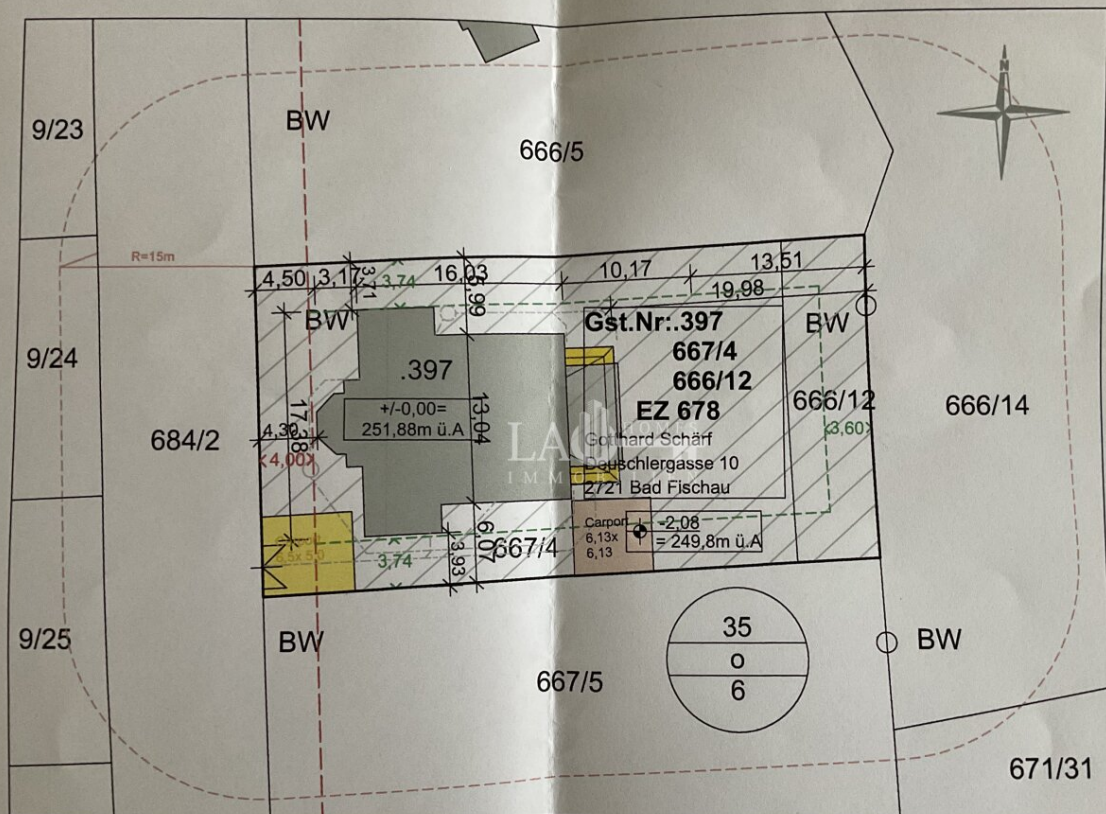 N
9/23
BW
666/5
R=15m
4,50
3,17
3,71
3,74
16,03
5,99
10,17
13,51
19,98
BW
Gst.Nr:.397
667/4
666/12
EZ 678
BW
9/24
.397
+/-0,00=
251,88m ü.A
13,04
17,38
4,30
4,00
684/2
666/12
3,60
666/14
Gotthard Schärf
Deuschlergasse 10
2721 Bad Fischau
Carport
6,13x
6,13
-2,08
= 249,8m ü.A
3,74
3,93
6,07
667/4
9/25
BW
667/5
35
o
6
BW
671/31